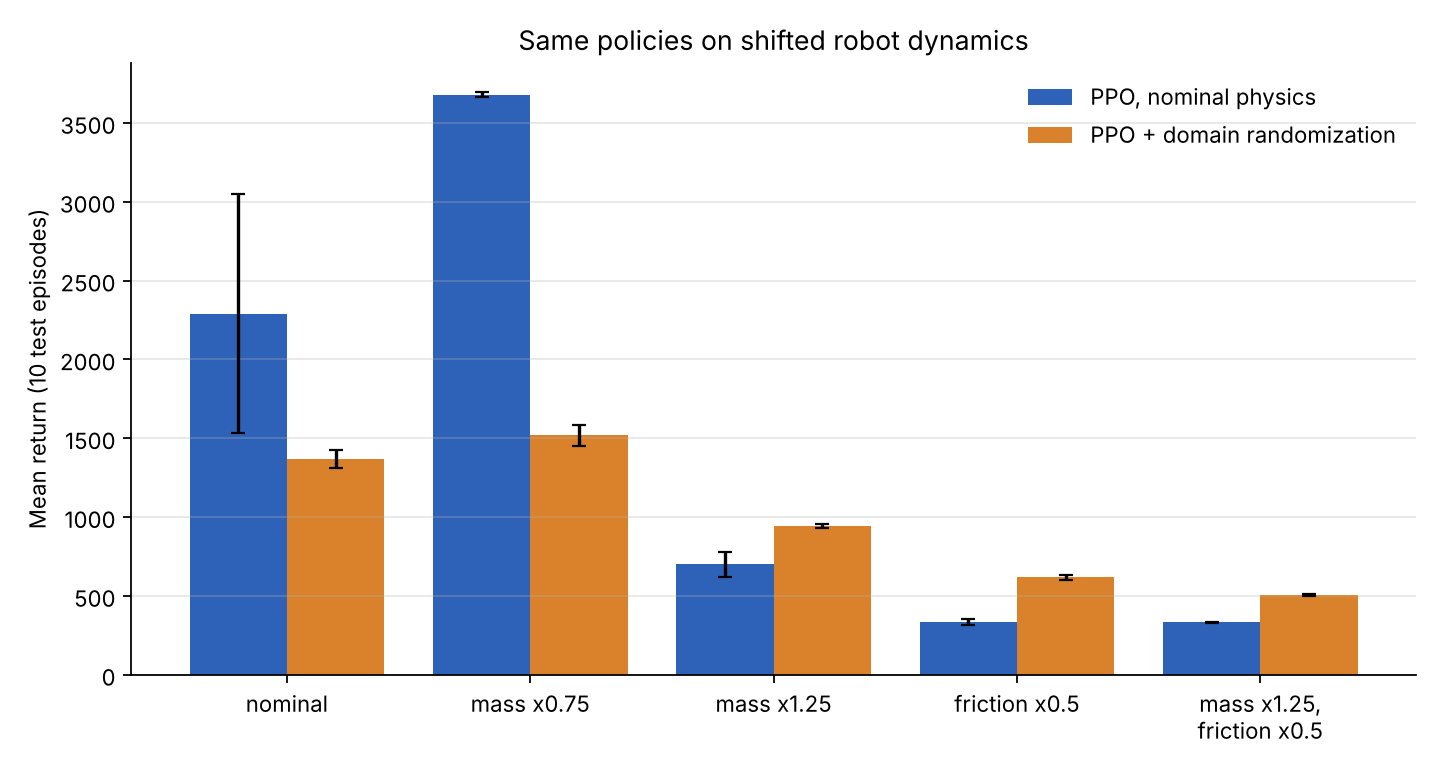 Same policies on shifted robot dynamics
PPO, nominal physics
PPO + domain randomization
Mean return (10 test episodes)
3500
3000
2500
2000
1500
1000
500
0
nominal
mass x0.75
mass x1.25
friction x0.5
mass x1.25,
friction x0.5